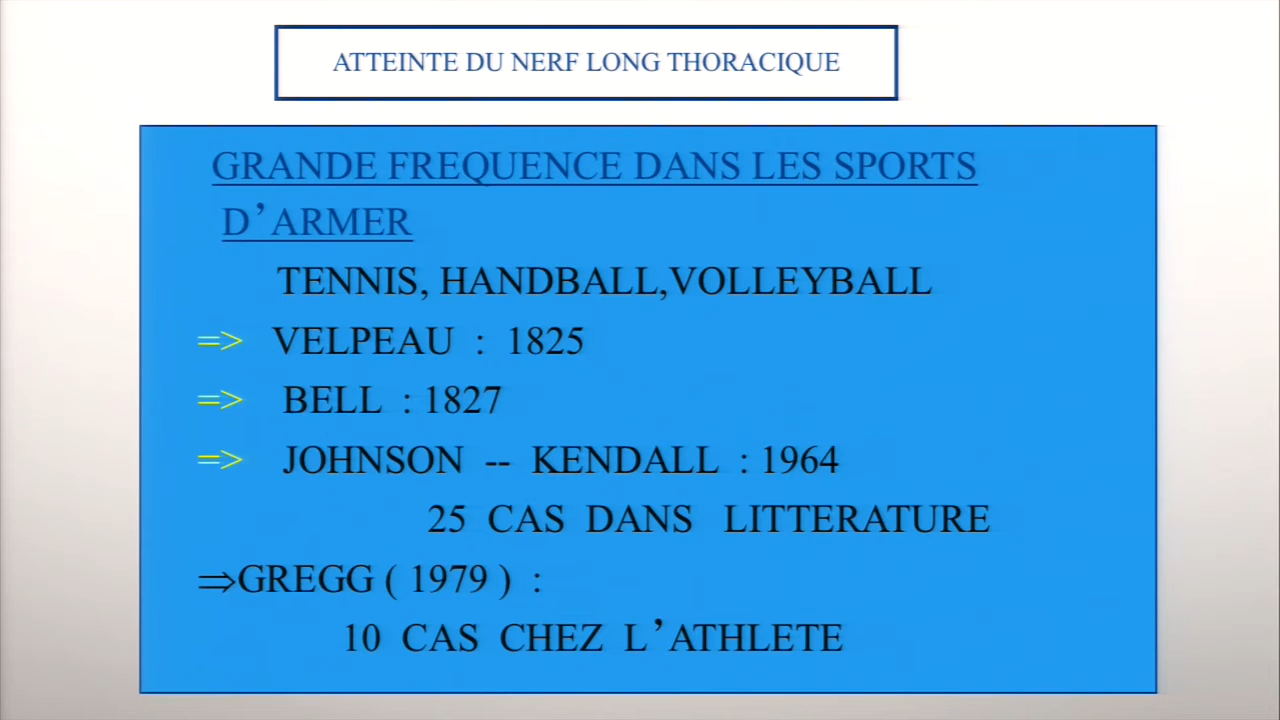 ATTEINTE DU NERF LONG THORACIQUE
GRANDE FREQUENCE DANS LES SPORTS
D’ARMER
TENNIS, HANDBALL,VOLLEYBALL
=> VELPEAU : 1825
=> BELL : 1827
=> JOHNSON -- KENDALL : 1964
25 CAS DANS LITTERATURE
⇒GREGG ( 1979 ) :
10 CAS CHEZ L’ATHLETE